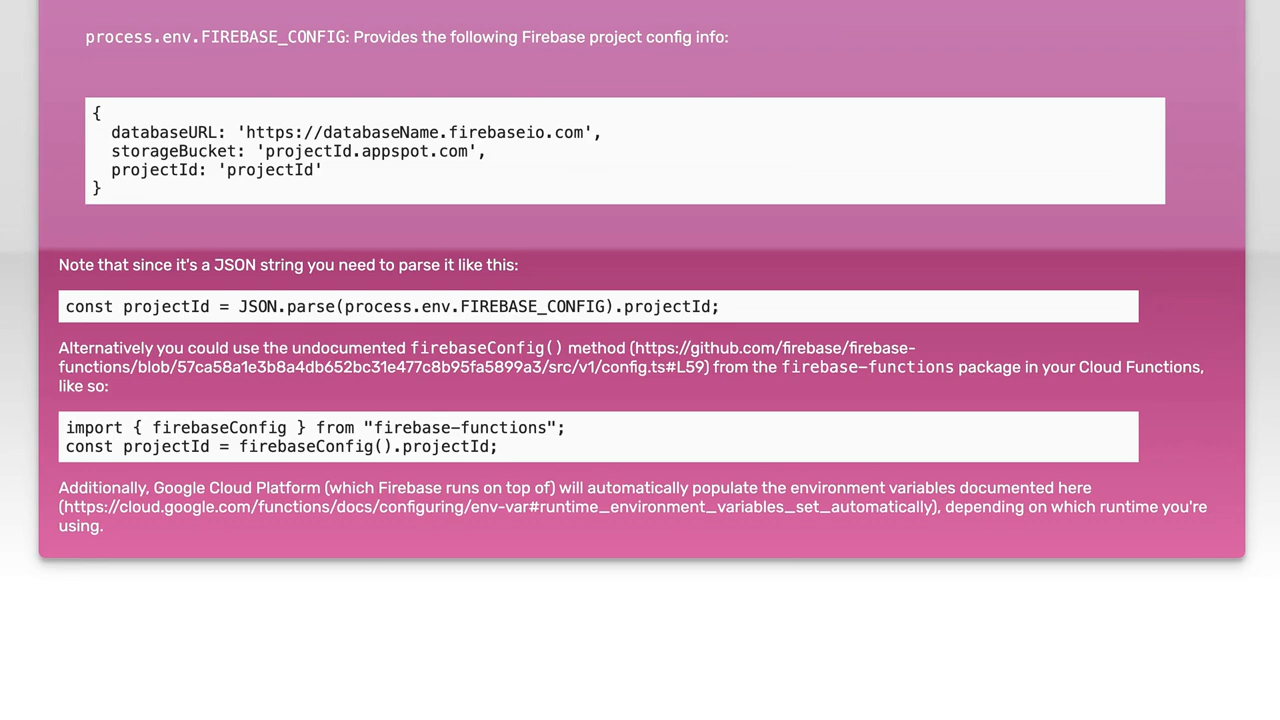 process.env.FIREBASE_CONFIG: Provides the following Firebase project config info:
{
  databaseURL: 'https://databaseName.firebaseio.com',
  storageBucket: 'projectId.appspot.com',
  projectId: 'projectId'
}
Note that since it's a JSON string you need to parse it like this:
const projectId = JSON.parse(process.env.FIREBASE_CONFIG).projectId;
Alternatively you could use the undocumented firebaseConfig() method (https://github.com/firebase/firebase-
functions/blob/57ca58a1e3b8a4db652bc31e477c8b95fa5899a3/src/v1/config.ts#L59) from the firebase-functions package in your Cloud Functions,
like so:
import { firebaseConfig } from "firebase-functions";
const projectId = firebaseConfig().projectId;
Additionally, Google Cloud Platform (which Firebase runs on top of) will automatically populate the environment variables documented here
(https://cloud.google.com/functions/docs/configuring/env-var#runtime_environment_variables_set_automatically), depending on which runtime you're
using.